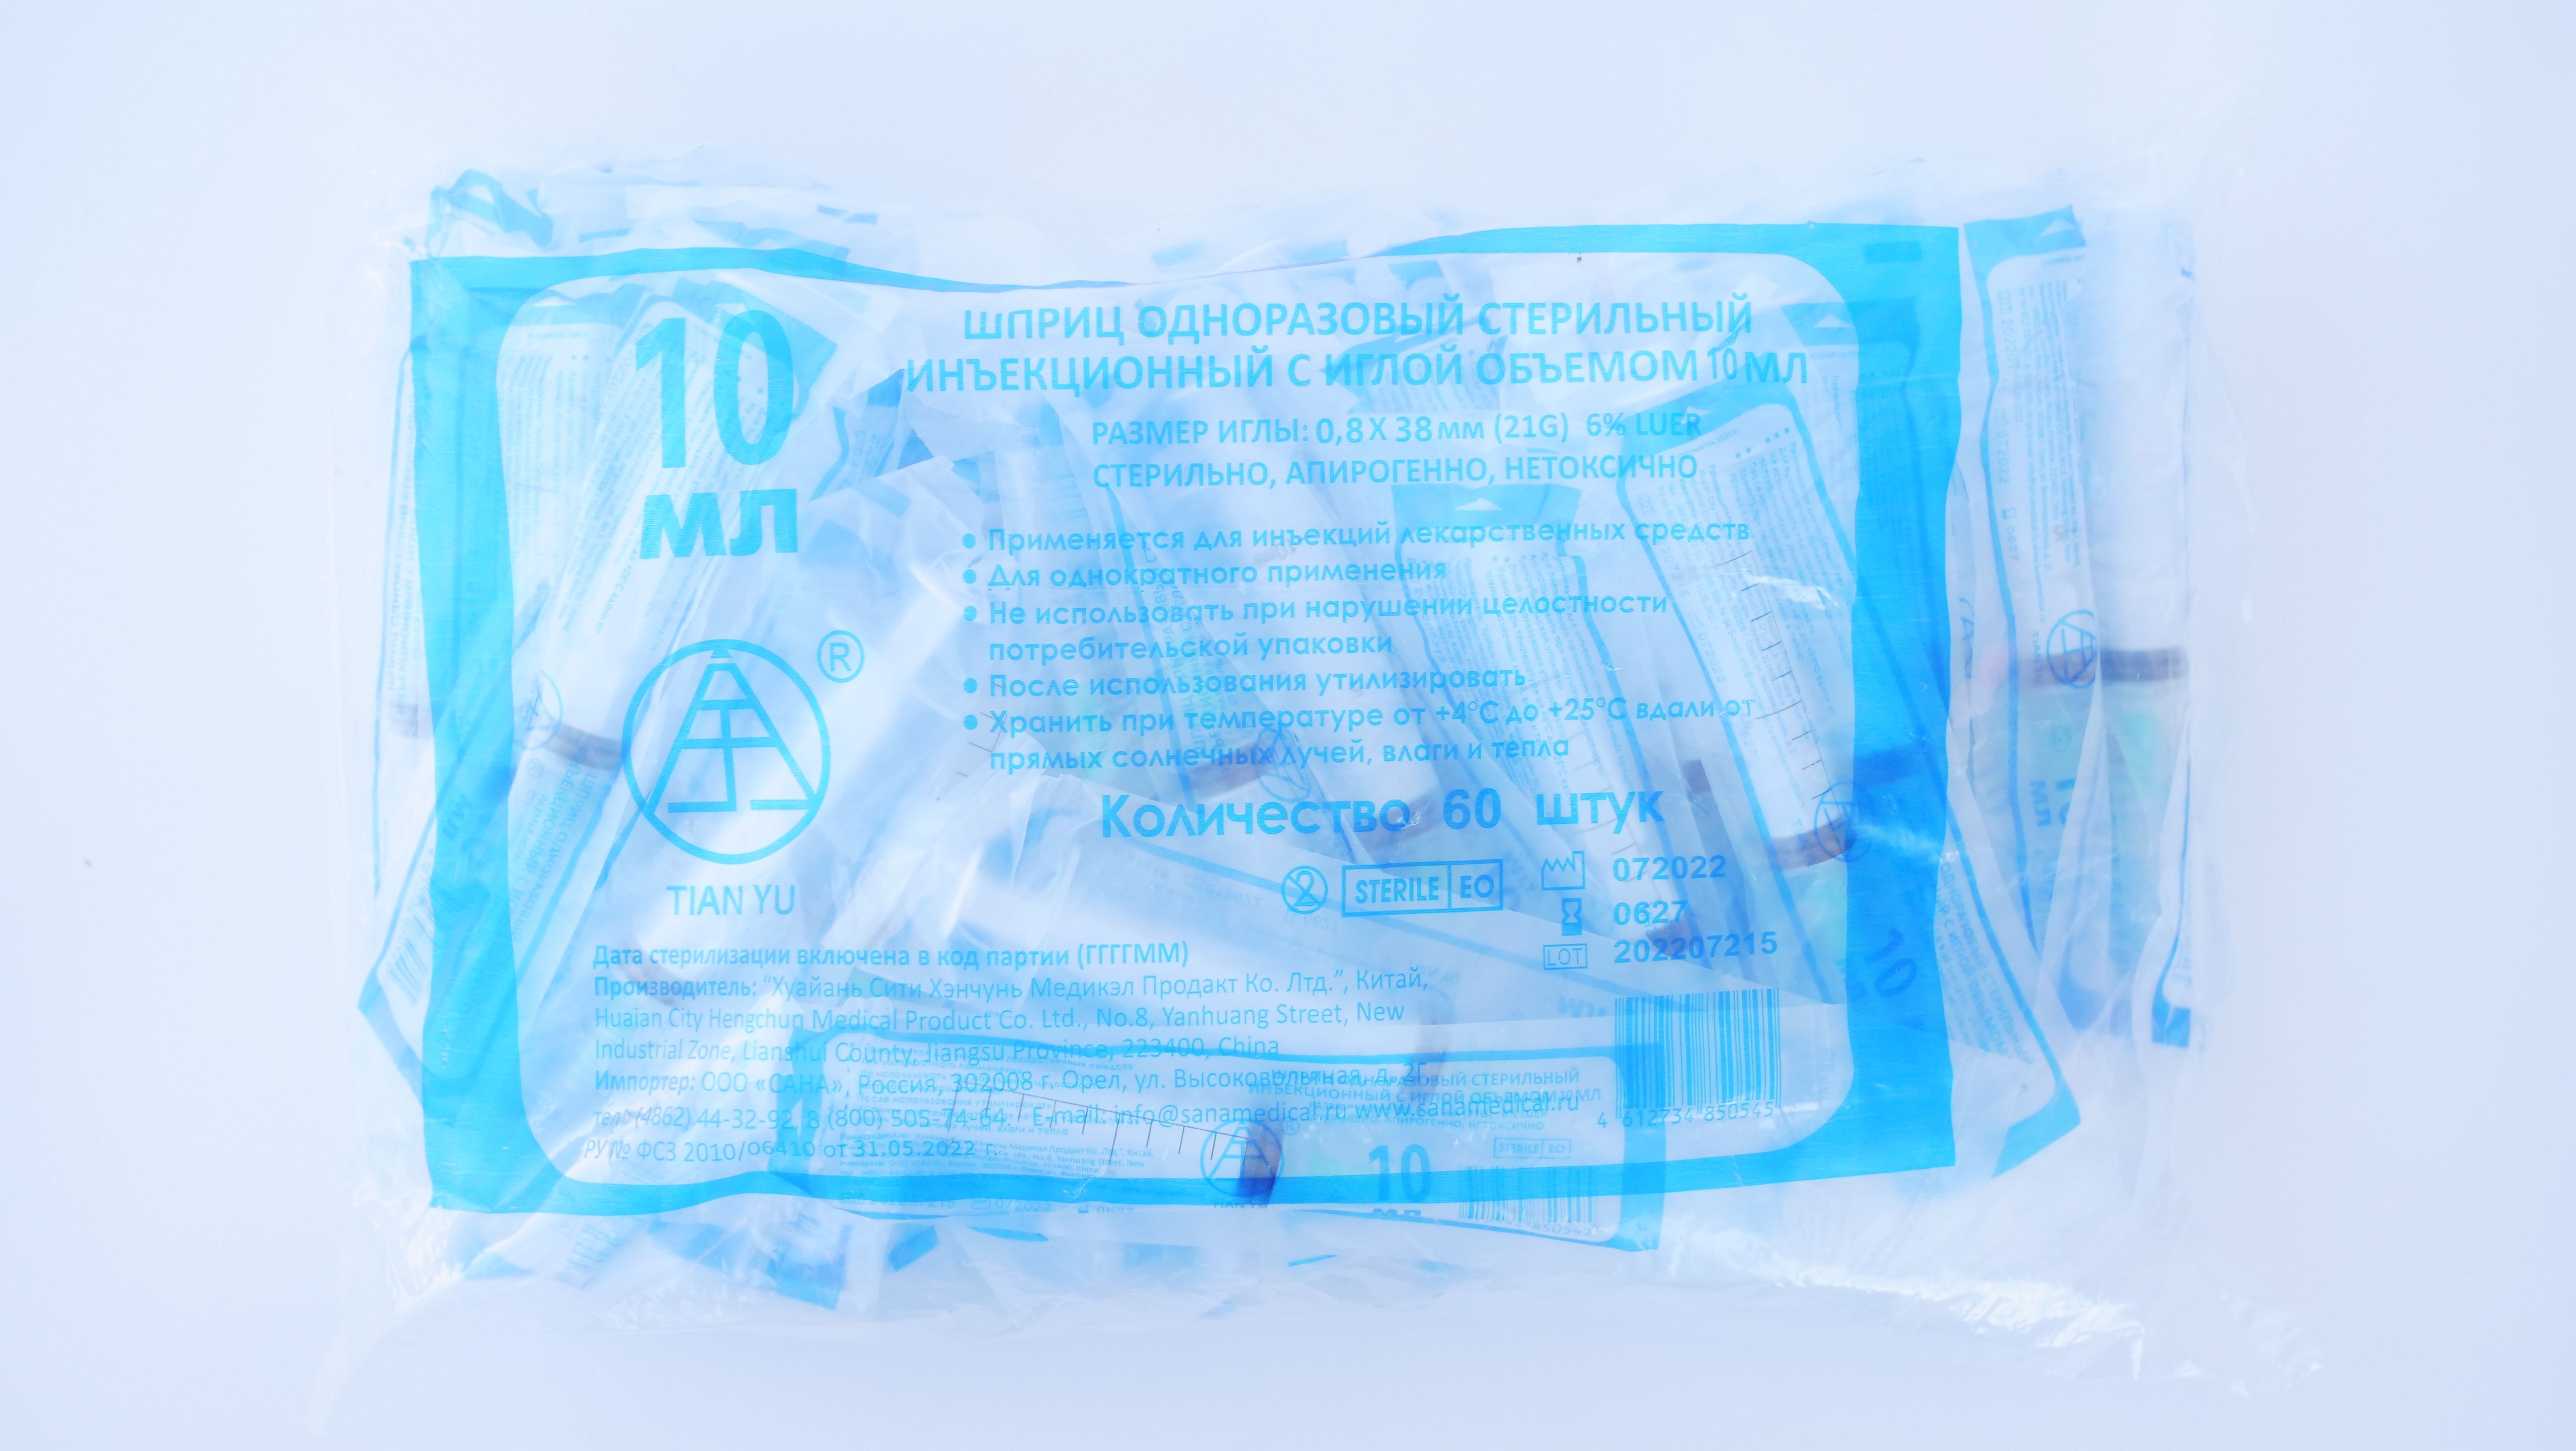 10
мл
®
TIAN YU
ШПРИЦ ОДНОРАЗОВЫЙ СТЕРИЛЬНЫЙ
ИНЪЕКЦИОННЫЙ С ИГЛОЙ ОБЪЕМОМ 10 МЛ
РАЗМЕР ИГЛЫ: 0,8 X 38 мм (21G) 6% LUER
СТЕРИЛЬНО, АПИРОГЕННО, НЕТОКСИЧНО
• Применяется для инъекций лекарственных средств
• Для однократного применения
• Не использовать при нарушении целостности
потребительской упаковки
• После использования утилизировать
• Хранить при температуре от +4°C до +25°C вдали от
прямых солнечных лучей, влаги и тепла
Количество 60 штук
2 STERILE EO
072022
0627
LOT 202207215
Дата стерилизации включена в код партии (ГГГГММ)
Производитель: “Хуайань Сити Хэнчунь Медикэл Продакт Ко. Лтд.”, Китай,
Huaian City Hengchun Medical Product Co. Ltd., No.8, Yanhuang Street, New
Industrial Zone, Lianshui County, Jiangsu Province, 223400, China
Импортер: ООО «САНА», Россия, 302008 г. Орел, ул. Высоковольтная, д.
тел.: (4862) 44-32-92, 8 (800) 505-74-64. E-mail: info@sanamedical.ru www.sanamedical.ru
РУ № ФСЗ 2010/06410 от 31.05.2022 г.
4 612734 850545
10
STERILE EO
10